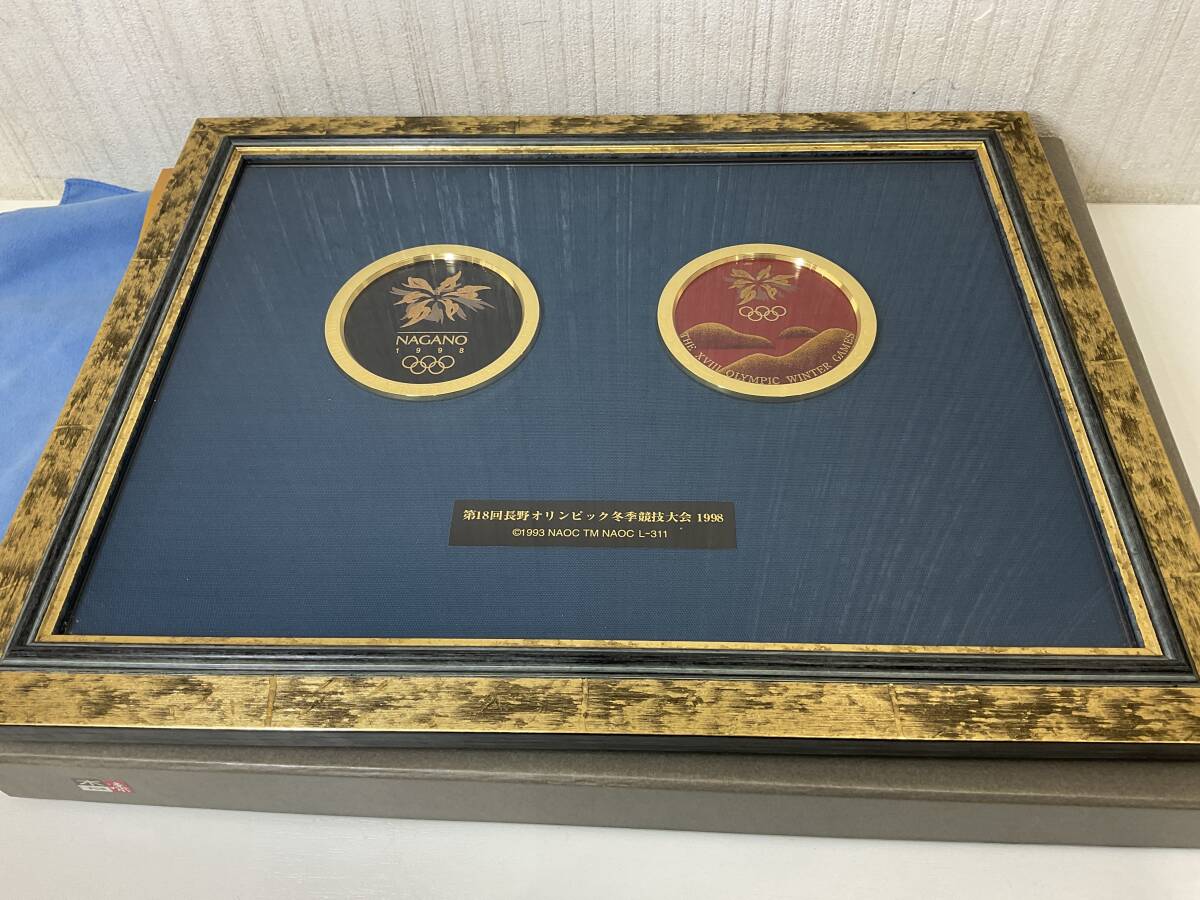 NAGANO
1998
THE XVIII OLYMPIC WINTER GAMES
第18回長野オリンピック冬季競技大会 1998
©1993 NAOC TM NAOC L-311